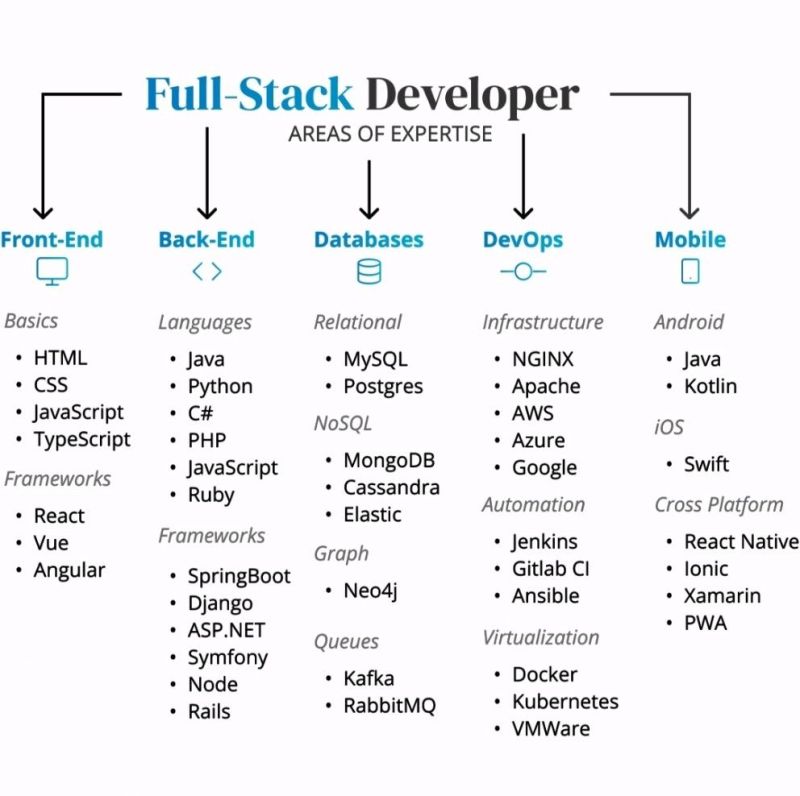 Full-Stack Developer
AREAS OF EXPERTISE
Front-End
Basics
• HTML
• CSS
• JavaScript
• TypeScript
Frameworks
• React
• Vue
• Angular
Back-End
Languages
• Java
• Python
• C#
• PHP
• JavaScript
• Ruby
Frameworks
• SpringBoot
• Django
• ASP.NET
• Symfony
• Node
• Rails
Databases
Relational
• MySQL
• Postgres
NoSQL
• MongoDB
• Cassandra
• Elastic
Graph
• Neo4j
Queues
• Kafka
• RabbitMQ
DevOps
Infrastructure
• NGINX
• Apache
• AWS
• Azure
• Google
Automation
• Jenkins
• Gitlab CI
• Ansible
Virtualization
• Docker
• Kubernetes
• VMWare
Mobile
Android
• Java
• Kotlin
iOS
• Swift
Cross Platform
• React Native
• Ionic
• Xamarin
• PWA